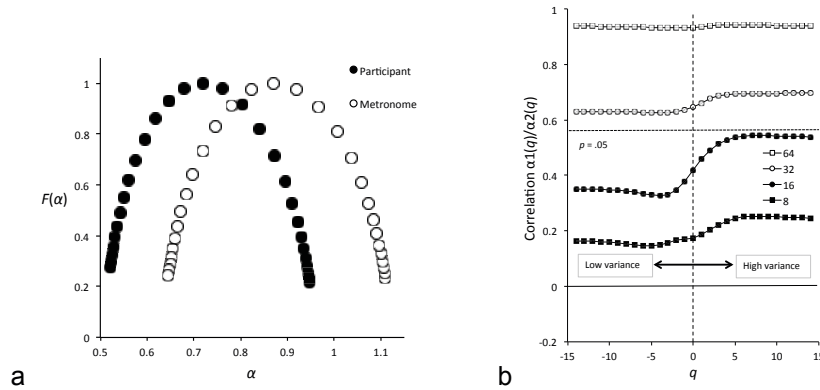 Participant
Metronome
F(α)
1
0.8
0.6
0.4
0.2
0
0.5 0.6 0.7 0.8 0.9 1 1.1
α
a
Correlation α1(q)/α2(q)
1
0.8
0.6
0.4
0.2
0
-0.2
p = .05
64
32
16
8
Low variance
High variance
-15 -10 -5 0 5 10 15
q
b